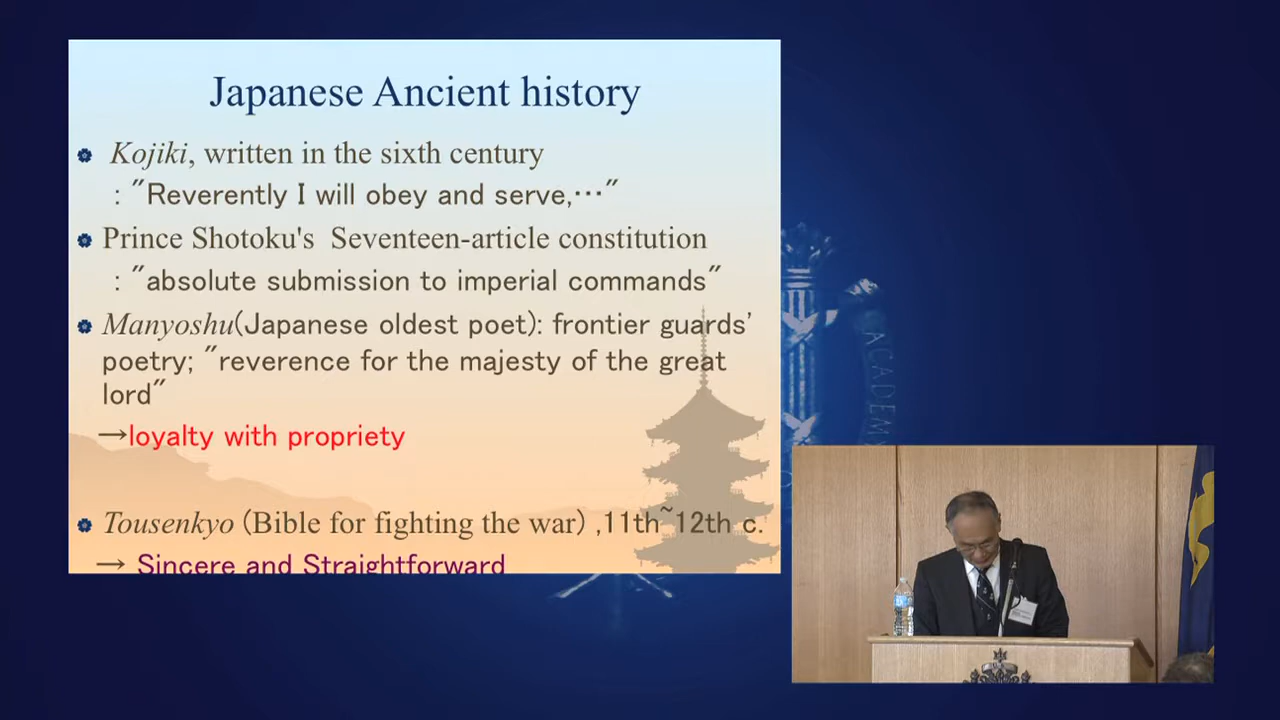 Japanese Ancient history
Kojiki, written in the sixth century
: "Reverently I will obey and serve,…"
Prince Shotoku's Seventeen-article constitution
: "absolute submission to imperial commands"
Manyoshu(Japanese oldest poet): frontier guards'
poetry; "reverence for the majesty of the great
lord"
→loyalty with propriety
Tousenkyo (Bible for fighting the war) ,11th~12th c.
→ Sincere and Straightforward